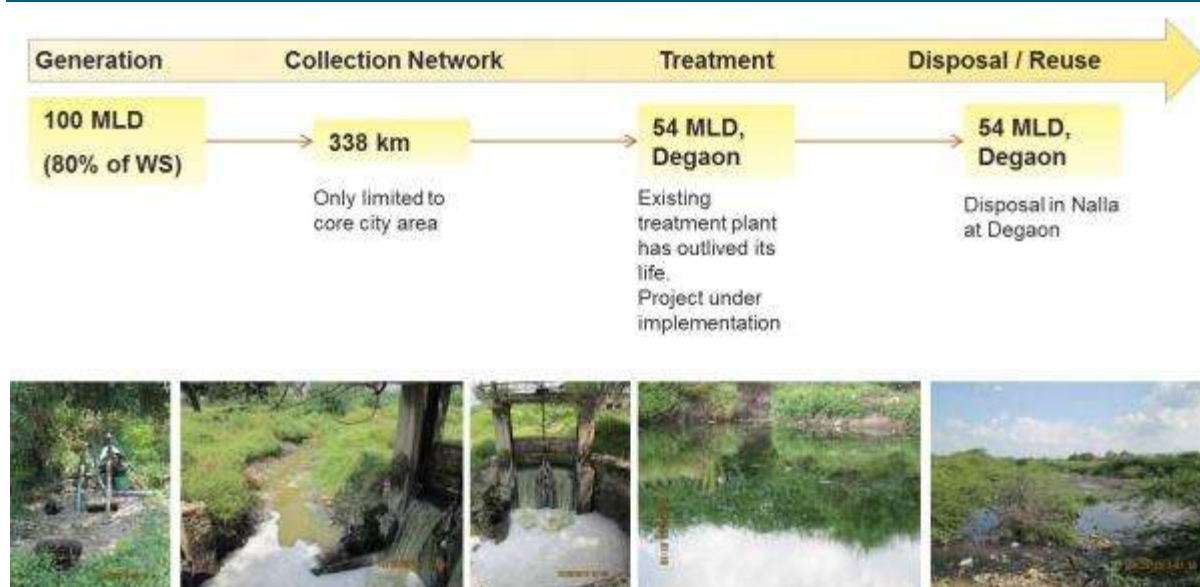 Generation
Collection Network
Treatment
Disposal / Reuse
100 MLD
(80% of WS)
338 km
Only limited to
core city area
54 MLD,
Degaon
Existing
treatment plant
has outlived its
life.
Project under
implementation
54 MLD,
Degaon
Disposal in Nalla
at Degaon